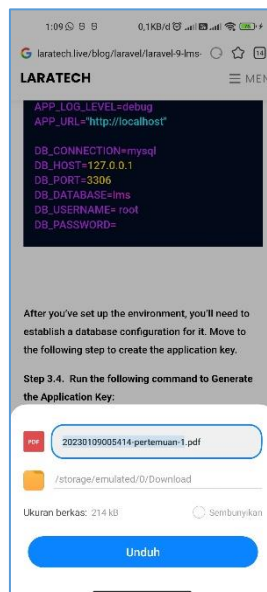 1:09
0,1KB/d
laratech.live/blog/laravel/laravel-9-lms-
14
LARATECH
MEN
APP_LOG_LEVEL=debug
APP_URL="http://localhost"
DB_CONNECTION=mysql
DB_HOST=127.0.0.1
DB_PORT=3306
DB_DATABASE=lms
DB_USERNAME= root
DB_PASSWORD=
After you've set up the environment, you'll need to
establish a database configuration for it. Move to
the following step to create the application key.
Step 3.4. Run the following command to Generate
the Application Key:
PDF
20230109005414-pertemuan-1.pdf
/storage/emulated/0/Download
Ukuran berkas: 214 kB
Sembunyikan
Unduh